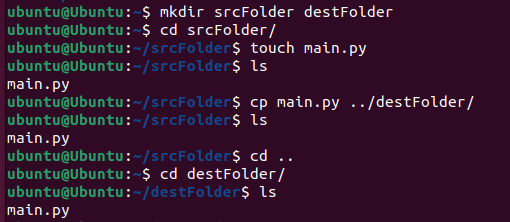 ubuntu@Ubuntu:~$ mkdir srcFolder destFolder
ubuntu@Ubuntu:~$ cd srcFolder/
ubuntu@Ubuntu:~/srcFolder$ touch main.py
ubuntu@Ubuntu:~/srcFolder$ ls
main.py
ubuntu@Ubuntu:~/srcFolder$ cp main.py ../destFolder/
ubuntu@Ubuntu:~/srcFolder$ ls
main.py
ubuntu@Ubuntu:~/srcFolder$ cd ..
ubuntu@Ubuntu:~$ cd destFolder/
ubuntu@Ubuntu:~/destFolder$ ls
main.py